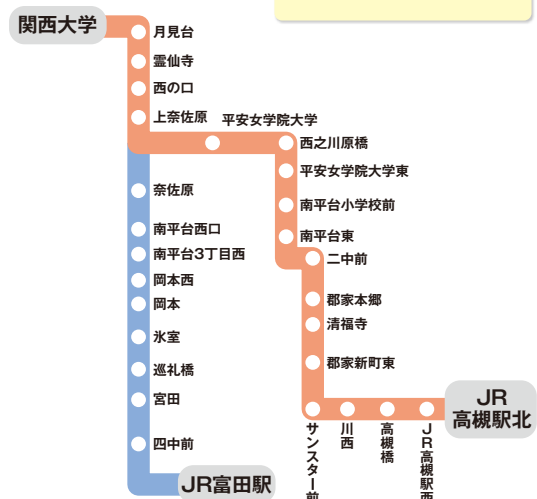 関西大学
月見台
霊仙寺
西の口
上奈佐原
平安女学院大学
西之川原橋
平安女学院大学東
南平台小学校前
南平台東
二中前
郡家本郷
清福寺
郡家新町東
サンスター前
川西
高槻橋
JR高槻駅西
JR
高槻駅北
奈佐原
南平台西口
南平台3丁目西
岡本西
岡本
氷室
巡礼橋
宮田
四中前
JR富田駅